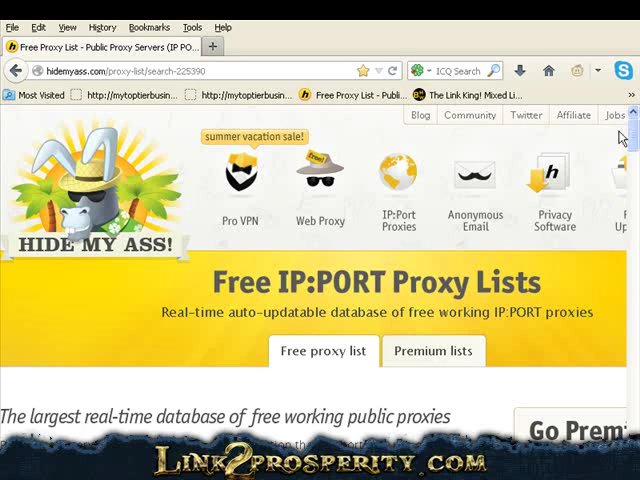 File Edit View History Bookmarks Tools Help
Free Proxy List - Public Proxy Servers (IP PO...
hidemyass.com/proxy-list/search-225390
ICQ Search
Most Visited http://mytoptierbusin... http://mytoptierbusin... Free Proxy List - Publi... The Link King! Mixed Li...
Blog Community Twitter Affiliate Jobs
summer vacation sale!
free!
Pro VPN Web Proxy IP:Port Proxies Anonymous Email Privacy Software
HIDE MY ASS!
Free IP:PORT Proxy Lists
Real-time auto-updatable database of free working IP:PORT proxies
Free proxy list Premium lists
The largest real-time database of free working public proxies
Go Premi
LINK2PROSPERITY.COM